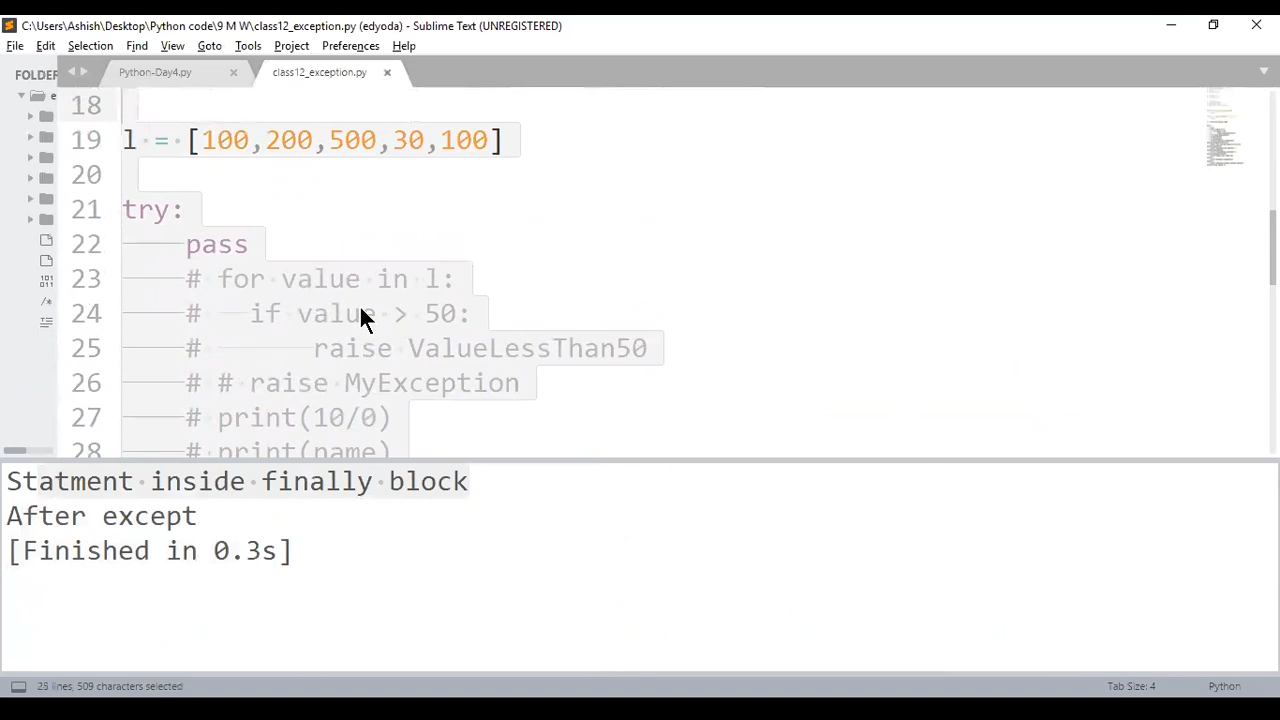 C:\Users\Ashish\Desktop\Python code\9 M W\class12_exception.py (edyoda) - Sublime Text (UNREGISTERED)
File Edit Selection Find View Goto Tools Project Preferences Help
FOLDER Python-Day4.py × class12_exception.py ×
e
18
19 l = [100,200,500,30,100]
20
21 try:
22 pass
23 # for value in l:
24 # if value > 50:
25 # raise ValueLessThan50
26 # # raise MyException
27 # print(10/0)
28 # print(name)
Statment inside finally block
After except
[Finished in 0.3s]
25 lines, 509 characters selected Tab Size: 4 Python